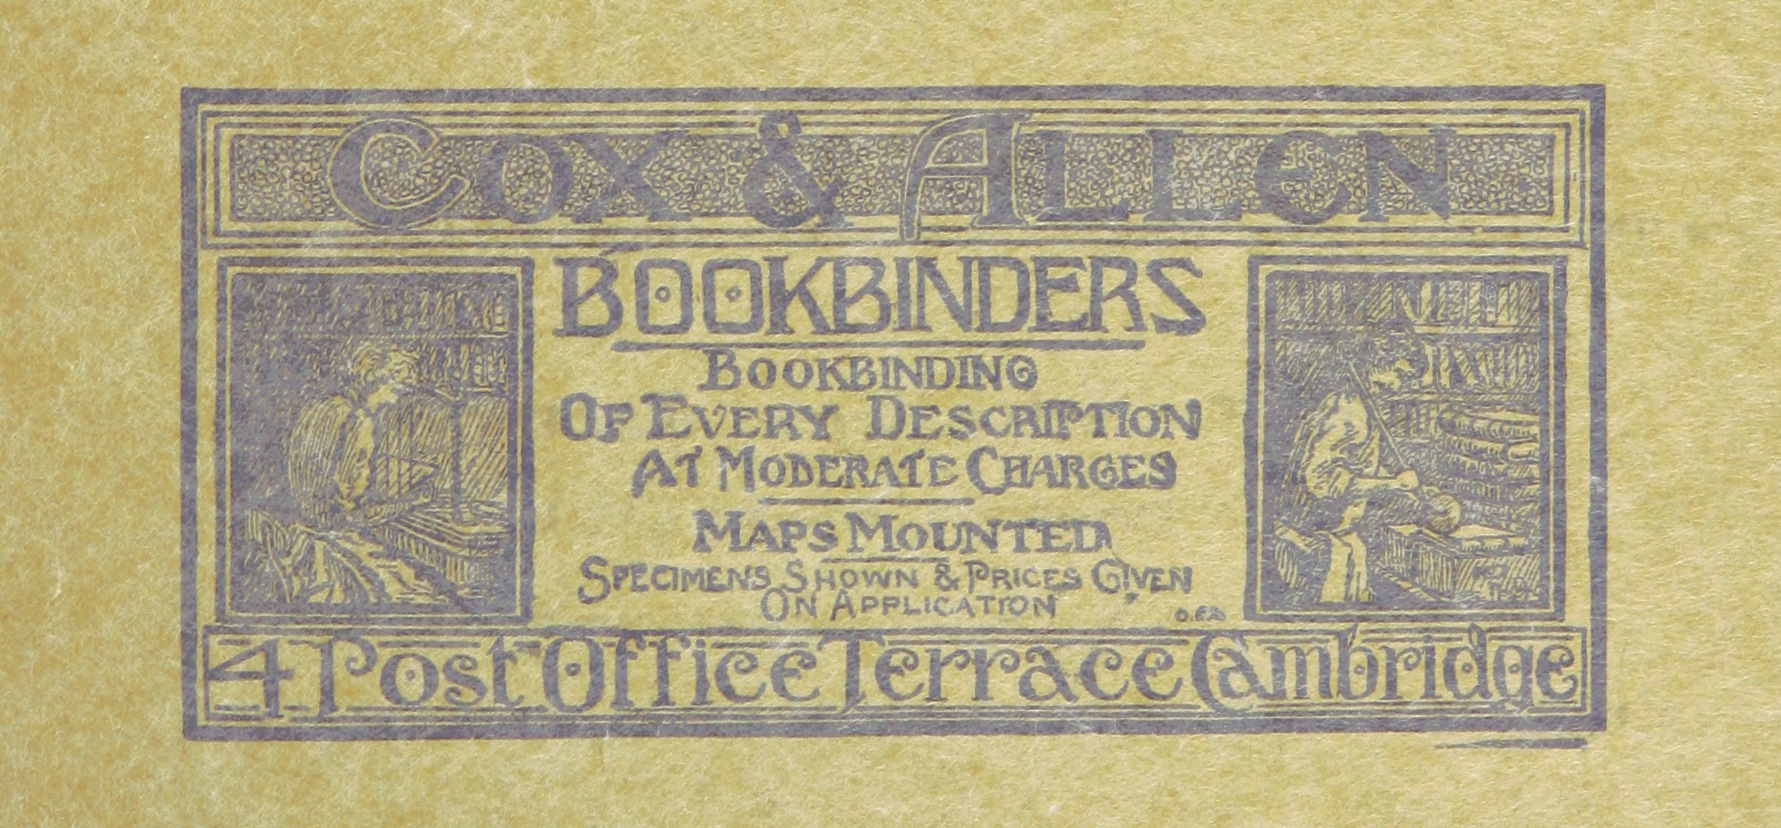 COX & ALLEN
BOOKBINDERS
BOOKBINDING
OF EVERY DESCRIPTION
AT MODERATE CHARGES
MAPS MOUNTED
SPECIMENS SHOWN & PRICES GIVEN
ON APPLICATION
4 Post Office Terrace Cambridge